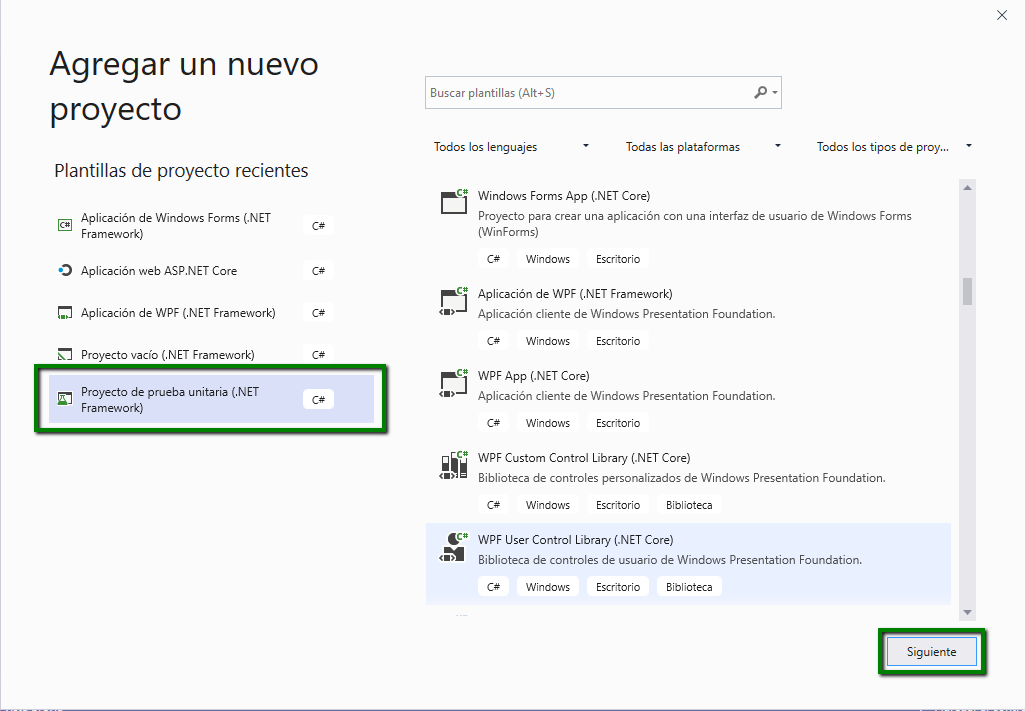 Agregar un nuevo
proyecto
Plantillas de proyecto recientes
Aplicación de Windows Forms (.NET
Framework)
C#
Aplicación web ASP.NET Core
C#
Aplicación de WPF (.NET Framework)
C#
Proyecto vacío (.NET Framework)
C#
Proyecto de prueba unitaria (.NET
Framework)
C#
Buscar plantillas (Alt+S)
Todos los lenguajes
Todas las plataformas
Todos los tipos de proy...
Windows Forms App (.NET Core)
Proyecto para crear una aplicación con una interfaz de usuario de Windows Forms
(WinForms)
C# Windows Escritorio
Aplicación de WPF (.NET Framework)
Aplicación cliente de Windows Presentation Foundation.
C# Windows Escritorio
WPF App (.NET Core)
Aplicación cliente de Windows Presentation Foundation.
C# Windows Escritorio
WPF Custom Control Library (.NET Core)
Biblioteca de controles personalizados de Windows Presentation Foundation.
C# Windows Escritorio Biblioteca
WPF User Control Library (.NET Core)
Biblioteca de controles de usuario de Windows Presentation Foundation.
C# Windows Escritorio Biblioteca
Siguiente